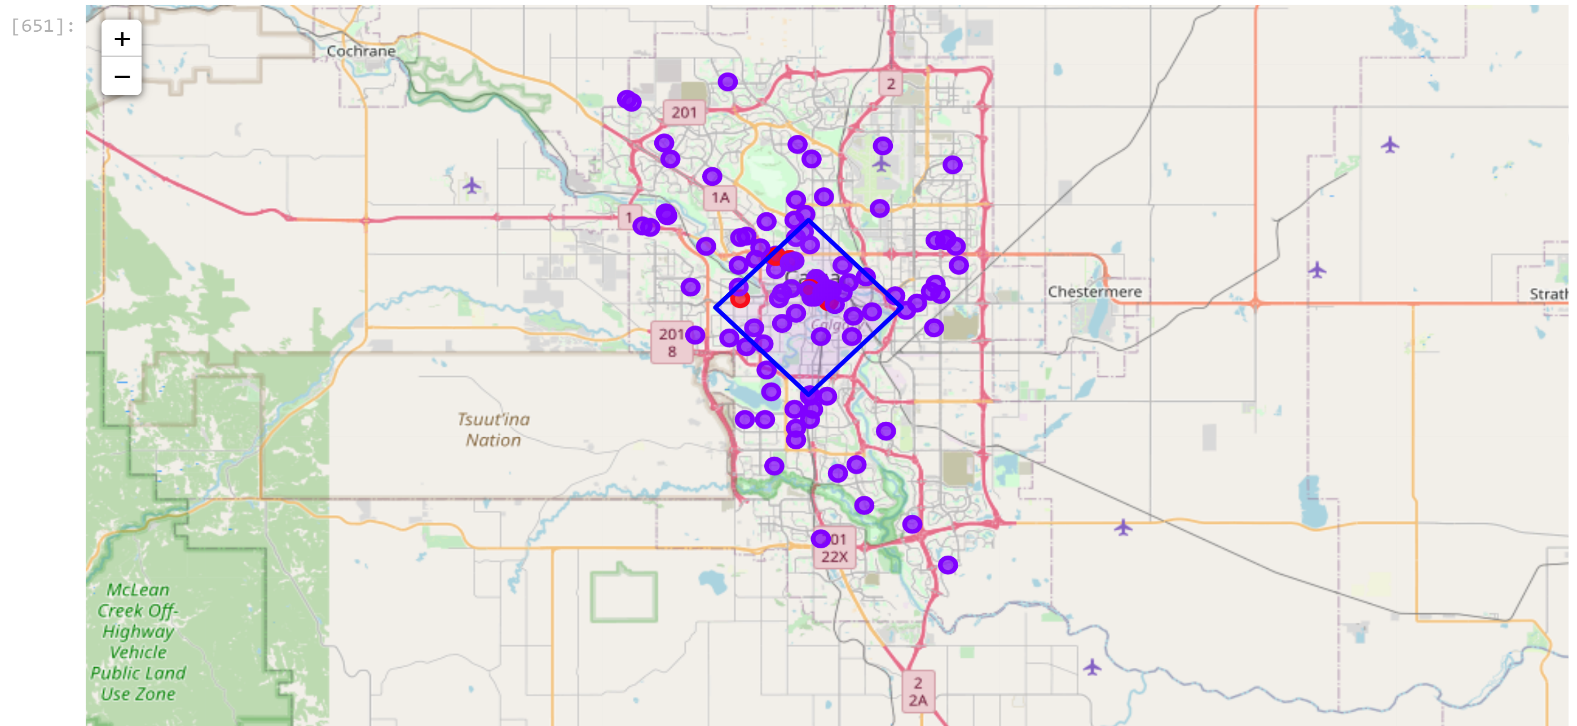 [651]:
+
−
Cochrane
2
201
1A
1
Chestermere
Strath
201
8
Tsuut'ina
Nation
01
22X
McLean
Creek Off-
Highway
Vehicle
Public Land
Use Zone
2
2A